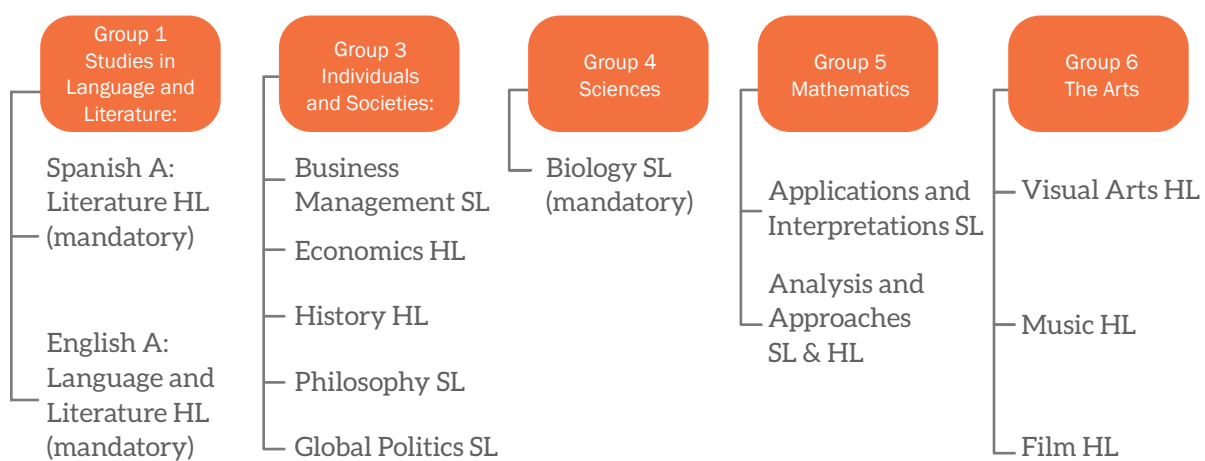 Group 1
Studies in
Language and
Literature:
Spanish A:
Literature HL
(mandatory)
English A:
Language and
Literature HL
(mandatory)
Group 3
Individuals
and Societies:
Business
Management SL
Economics HL
History HL
Philosophy SL
Global Politics SL
Group 4
Sciences
Biology SL
(mandatory)
Group 5
Mathematics
Applications and
Interpretations SL
Analysis and
Approaches
SL & HL
Group 6
The Arts
Visual Arts HL
Music HL
Film HL